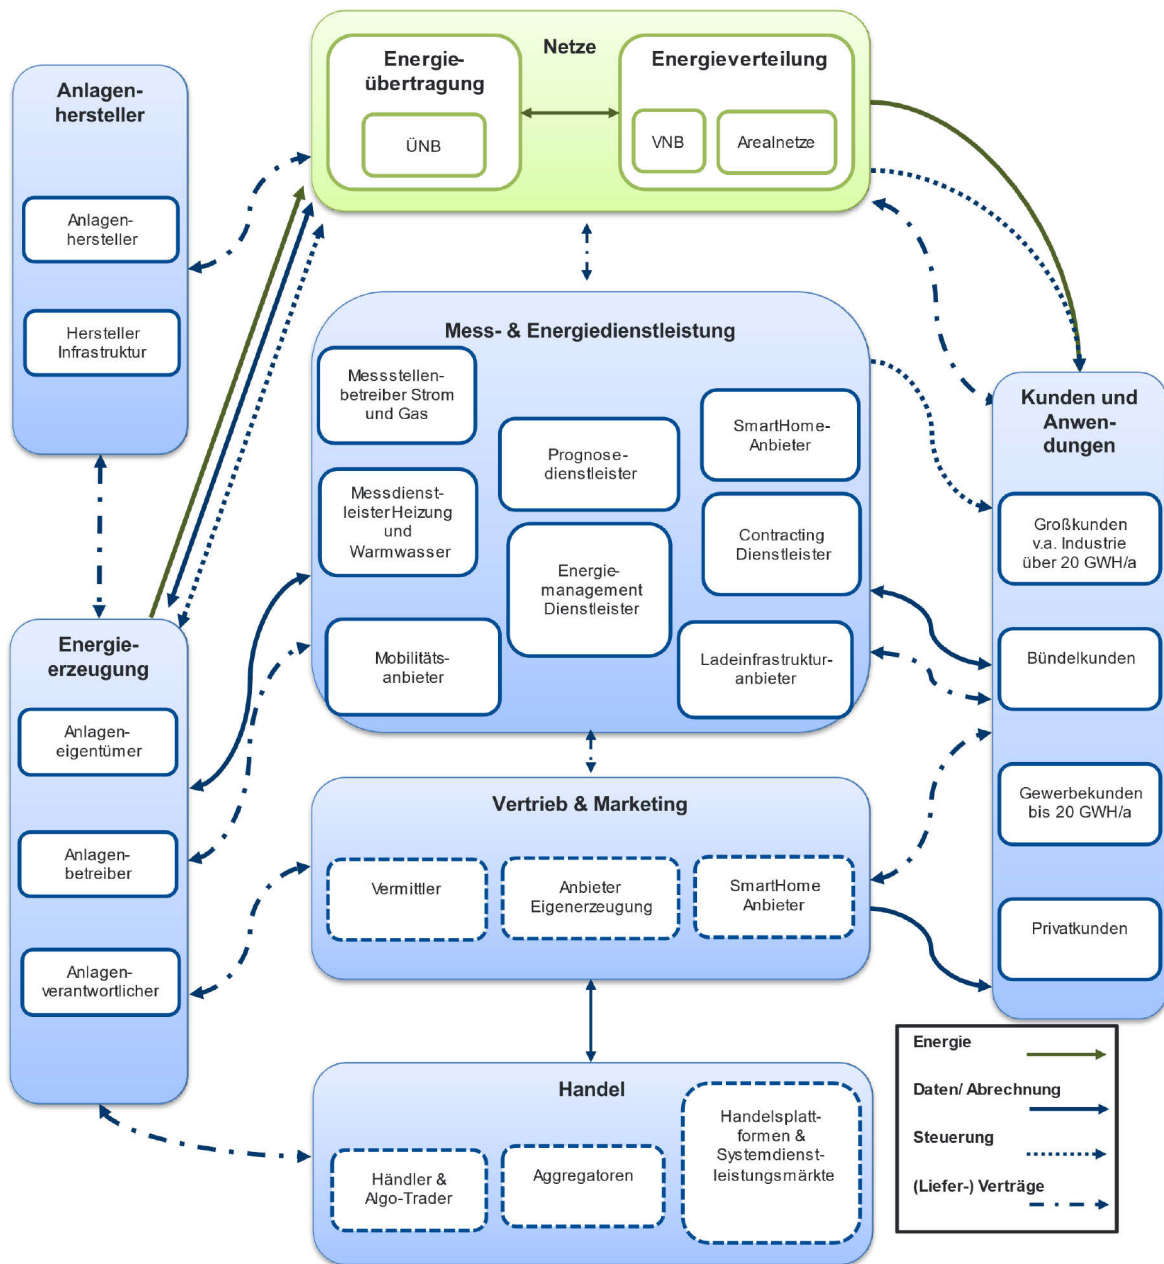 Netze
Energie-
übertragung
ÜNB
Energieverteilung
VNB
Arealnetze
Anlagen-
hersteller
Anlagen-
hersteller
Hersteller
Infrastruktur
Mess- & Energiedienstleistung
Messstellen-
betreiber Strom
und Gas
Messdienst-
leister Heizung
und
Warmwasser
Mobilitäts-
anbieter
Prognose-
dienstleister
Energie-
management
Dienstleister
SmartHome-
Anbieter
Contracting
Dienstleister
Ladeinfrastruktur-
anbieter
Kunden und
Anwen-
dungen
Großkunden
v.a. Industrie
über 20 GWH/a
Bündelkunden
Gewerbekunden
bis 20 GWH/a
Privatkunden
Energie-
erzeugung
Anlagen-
eigentümer
Anlagen-
betreiber
Anlagen-
verantwortlicher
Vertrieb & Marketing
Vermittler
Anbieter
Eigenerzeugung
SmartHome
Anbieter
Handel
Händler &
Algo-Trader
Aggregatoren
Handelsplatt-
formen &
Systemdienst-
leistungsmärkte
Energie
Daten/ Abrechnung
Steuerung
(Liefer-) Verträge